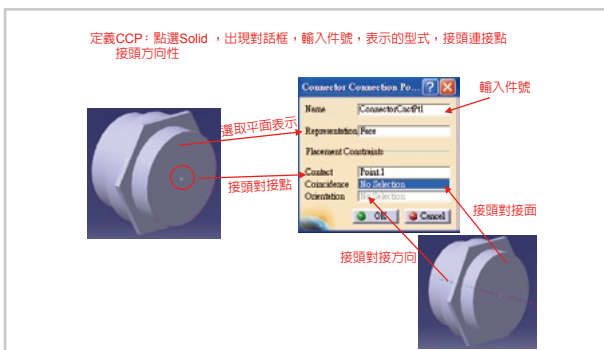 定義CCP：點選Solid ，出現對話框，輸入件號，表示的型式，接頭連接點
接頭方向性
Connector Connection Po...
輸入件號
Name ConnectorCnctPt1
選取平面表示
Representation Face
Placement Constraints
Contact Point.1
接頭對接點
Coincidence No Selection
Orientation No Selection
接頭對接面
OK Cancel
接頭對接方向